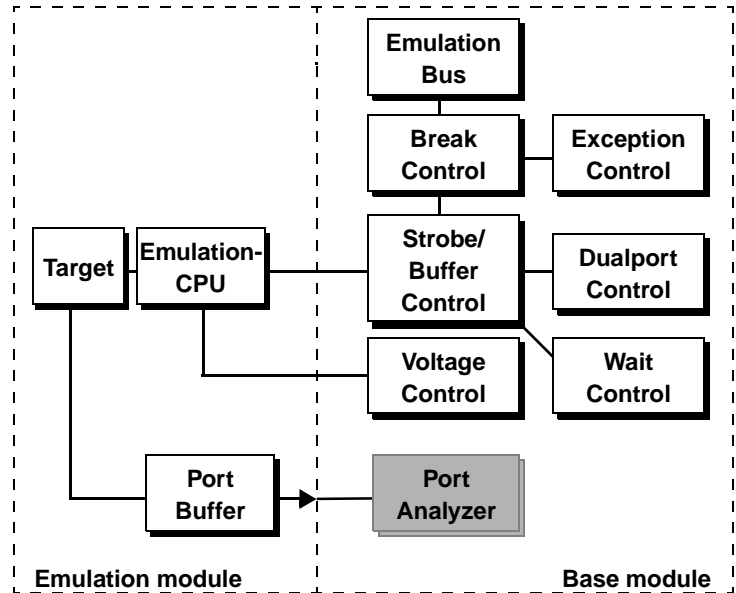 Emulation
Bus
Break
Control
Exception
Control
Target
Emulation-
CPU
Strobe/
Buffer
Control
Dualport
Control
Voltage
Control
Wait
Control
Port
Buffer
Port
Analyzer
Emulation module
Base module